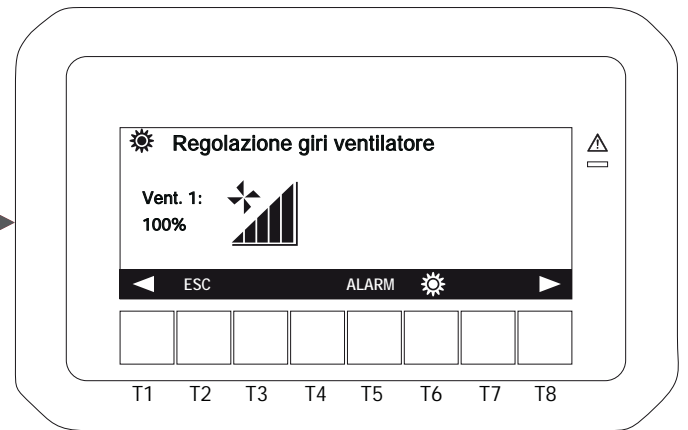 Regolazione giri ventilatore
Vent. 1:
100%
ESC ALARM
T1 T2 T3 T4 T5 T6 T7 T8